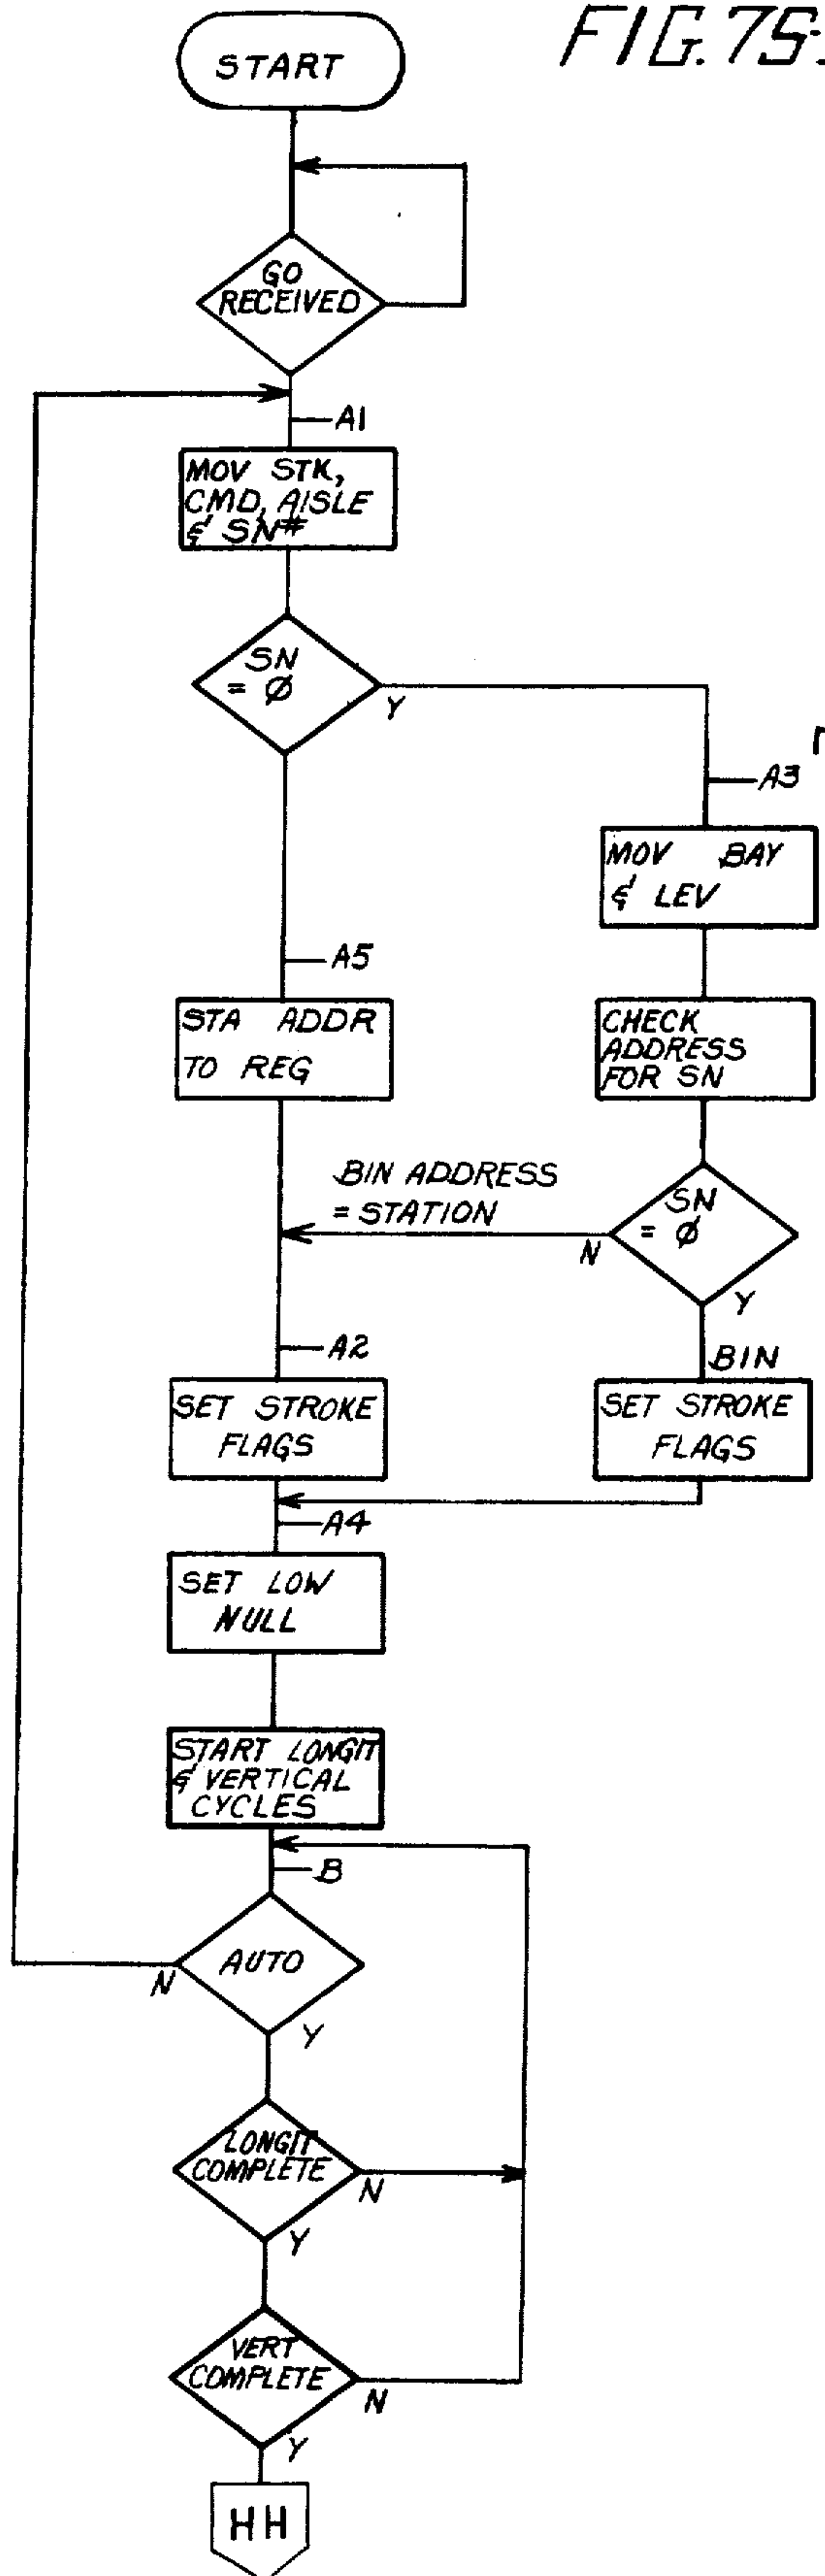 FIG. 7S
START
GO
RECEIVED
A1
MOV STK,
CMD, AISLE
& SN#
SN
= Ø
Y
A3
MOV BAY
& LEV
A5
STA ADDR
TO REG
CHECK
ADDRESS
FOR SN
BIN ADDRESS
= STATION
SN
= Ø
N
Y
A2
BIN
SET STROKE
FLAGS
SET STROKE
FLAGS
A4
SET LOW
NULL
START LONGIT
& VERTICAL
CYCLES
B
AUTO
N
Y
LONGIT
COMPLETE
N
Y
VERT
COMPLETE
N
Y
HH